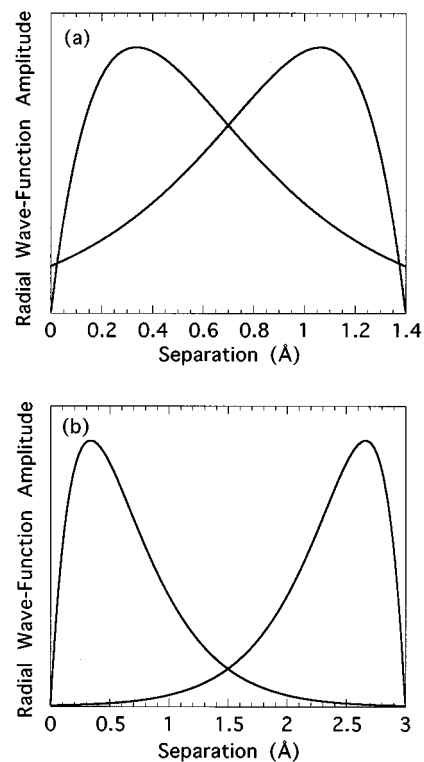 (a)
Radial Wave-Function Amplitude
0 0.2 0.4 0.6 0.8 1 1.2 1.4
Separation (Å)
(b)
Radial Wave-Function Amplitude
0 0.5 1 1.5 2 2.5 3
Separation (Å)